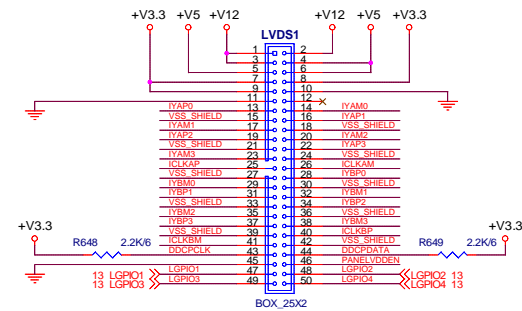 +V3.3 +V5 +V12 +V12 +V5 +V3.3
LVDS1
1 2
3 4
5 6
7 8
9 10
11 12
IYAP0 13 14 IYAM0
VSS_SHIELD 15 16 IYAP1
IYAM1 17 18 VSS_SHIELD
IYAP2 19 20 IYAM2
VSS_SHIELD 21 22 IYAP3
IYAM3 23 24 VSS_SHIELD
ICLKAP 25 26 ICLKAM
VSS_SHIELD 27 28 IYBP0
IYBM0 29 30 VSS_SHIELD
IYBP1 31 32 IYBM1
VSS_SHIELD 33 34 IYBP2
IYBM2 35 36 VSS_SHIELD
IYBP3 37 38 IYBM3
VSS_SHIELD 39 40 ICLKBP
ICLKBM 41 42 VSS_SHIELD
+V3.3 R648 2.2K/6 DDCPCLK 43 44 DDCPDATA R649 2.2K/6 +V3.3
45 46 PANELVDDEN
13 LGPIO1 LGPIO1 47 48 LGPIO2 LGPIO2 13
13 LGPIO3 LGPIO3 49 50 LGPIO4 LGPIO4 13
BOX_25X2